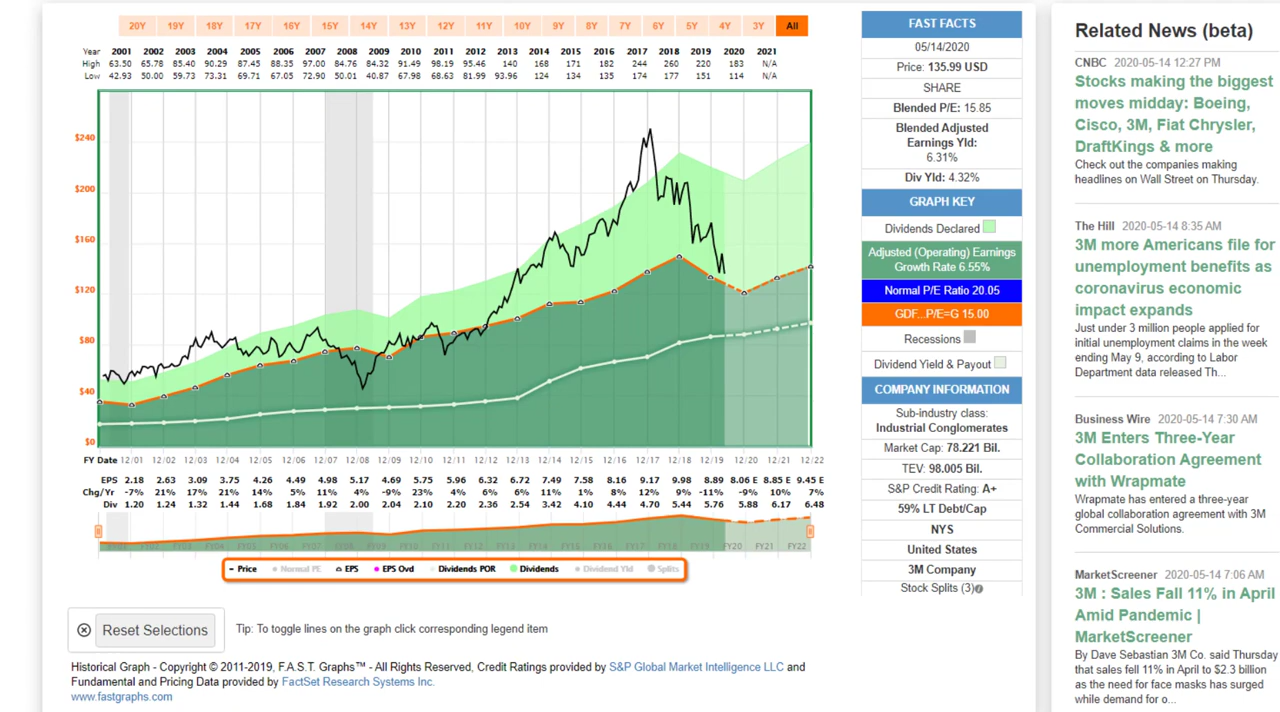 20Y 19Y 18Y 17Y 16Y 15Y 14Y 13Y 12Y 11Y 10Y 9Y 8Y 7Y 6Y 5Y 4Y 3Y All
Year 2001 2002 2003 2004 2005 2006 2007 2008 2009 2010 2011 2012 2013 2014 2015 2016 2017 2018 2019 2020 2021
High 63.50 65.78 85.40 90.29 87.45 88.35 97.00 84.76 84.32 91.49 98.19 95.46 140 168 171 182 244 260 220 183 N/A
Low 42.93 50.00 59.73 73.31 69.71 67.05 72.90 50.01 40.87 67.98 68.63 81.99 93.96 124 134 135 174 177 151 114 N/A
$240
$200
$160
$120
$80
$40
$0
FY Date 12/01 12/02 12/03 12/04 12/05 12/06 12/07 12/08 12/09 12/10 12/11 12/12 12/13 12/14 12/15 12/16 12/17 12/18 12/19 12/20 12/21 12/22
EPS 2.18 2.63 3.09 3.75 4.26 4.49 4.98 5.17 4.69 5.75 5.96 6.32 6.72 7.49 7.58 8.16 9.17 9.98 8.89 8.06 E 8.85 E 9.45 E
Chg/Yr -7% 21% 17% 21% 14% 5% 11% 4% -9% 23% 4% 6% 6% 11% 1% 8% 12% 9% -11% -9% 10% 7%
Div 1.20 1.24 1.32 1.44 1.68 1.84 1.92 2.00 2.04 2.10 2.20 2.36 2.54 3.42 4.10 4.44 4.70 5.44 5.76 5.88 6.17 6.48
FY01 FY02 FY03 FY04 FY05 FY06 FY07 FY08 FY09 FY10 FY11 FY12 FY13 FY14 FY15 FY16 FY17 FY18 FY19 FY20 FY21 FY22
Price Normal PE EPS EPS Ovd Dividends POR Dividends Dividend Yld Splits
Reset Selections
Tip: To toggle lines on the graph click corresponding legend item
Historical Graph - Copyright © 2011-2019, F.A.S.T. Graphs™ - All Rights Reserved, Credit Ratings provided by S&P Global Market Intelligence LLC and
Fundamental and Pricing Data provided by FactSet Research Systems Inc.
www.fastgraphs.com
FAST FACTS
05/14/2020
Price: 135.99 USD
SHARE
Blended P/E: 15.85
Blended Adjusted
Earnings Yld:
6.31%
Div Yld: 4.32%
GRAPH KEY
Dividends Declared
Adjusted (Operating) Earnings
Growth Rate 6.55%
Normal P/E Ratio 20.05
GDF...P/E=G 15.00
Recessions
Dividend Yield & Payout
COMPANY INFORMATION
Sub-industry class:
Industrial Conglomerates
Market Cap: 78.221 Bil.
TEV: 98.005 Bil.
S&P Credit Rating: A+
59% LT Debt/Cap
NYS
United States
3M Company
Stock Splits (3)
Related News (beta)
CNBC 2020-05-14 12:27 PM
Stocks making the biggest
moves midday: Boeing,
Cisco, 3M, Fiat Chrysler,
DraftKings & more
Check out the companies making
headlines on Wall Street on Thursday.
The Hill 2020-05-14 8:35 AM
3M more Americans file for
unemployment benefits as
coronavirus economic
impact expands
Just under 3 million people applied for
initial unemployment claims in the week
ending May 9, according to Labor
Department data released Th...
Business Wire 2020-05-14 7:30 AM
3M Enters Three-Year
Collaboration Agreement
with Wrapmate
Wrapmate has entered a three-year
global collaboration agreement with 3M
Commercial Solutions.
MarketScreener 2020-05-14 7:06 AM
3M : Sales Fall 11% in April
Amid Pandemic |
MarketScreener
By Dave Sebastian 3M Co. said Thursday
that sales fell 11% in April to $2.3 billion
as the need for face masks has surged
while demand for o...